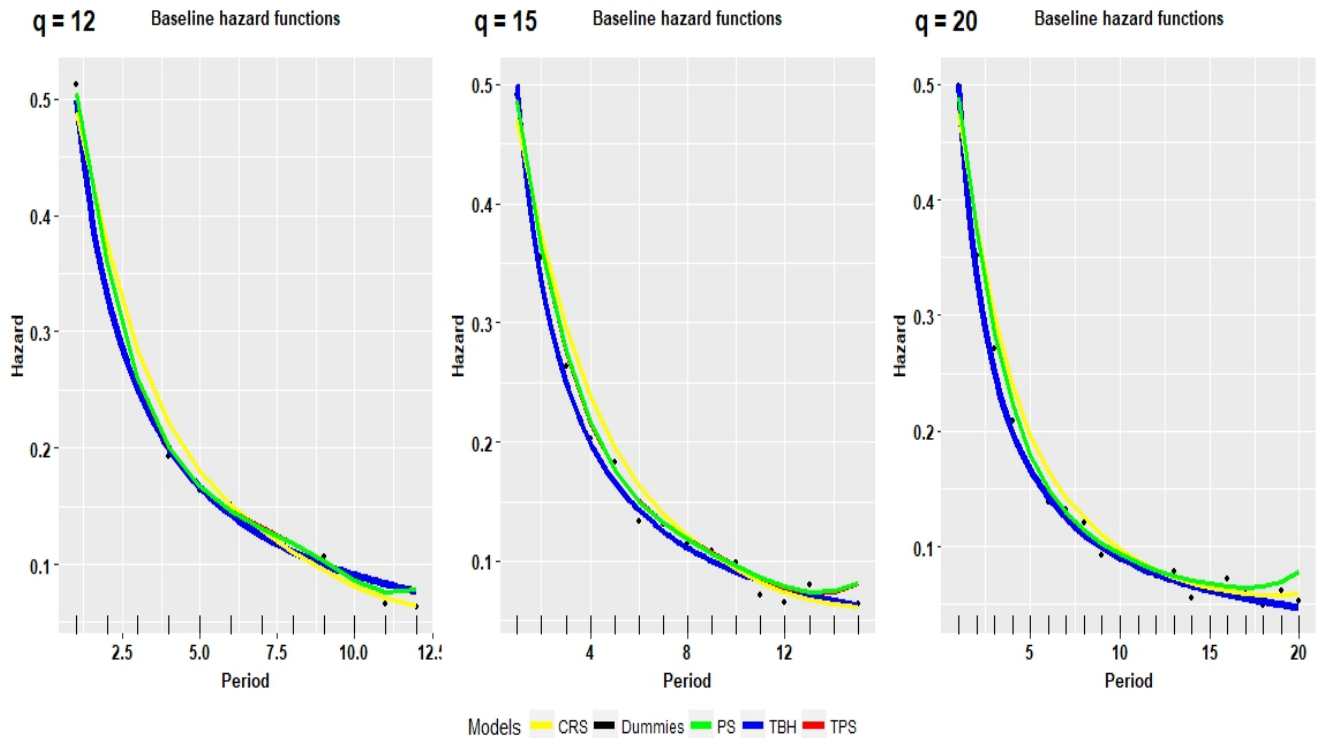 q = 12 Baseline hazard functions
Hazard
0.5
0.4
0.3
0.2
0.1
2.5 5.0 7.5 10.0 12.5
Period
q = 15 Baseline hazard functions
Hazard
0.5
0.4
0.3
0.2
0.1
4 8 12
Period
q = 20 Baseline hazard functions
Hazard
0.5
0.4
0.3
0.2
0.1
5 10 15 20
Period
Models CRS Dummies PS TBH TPS